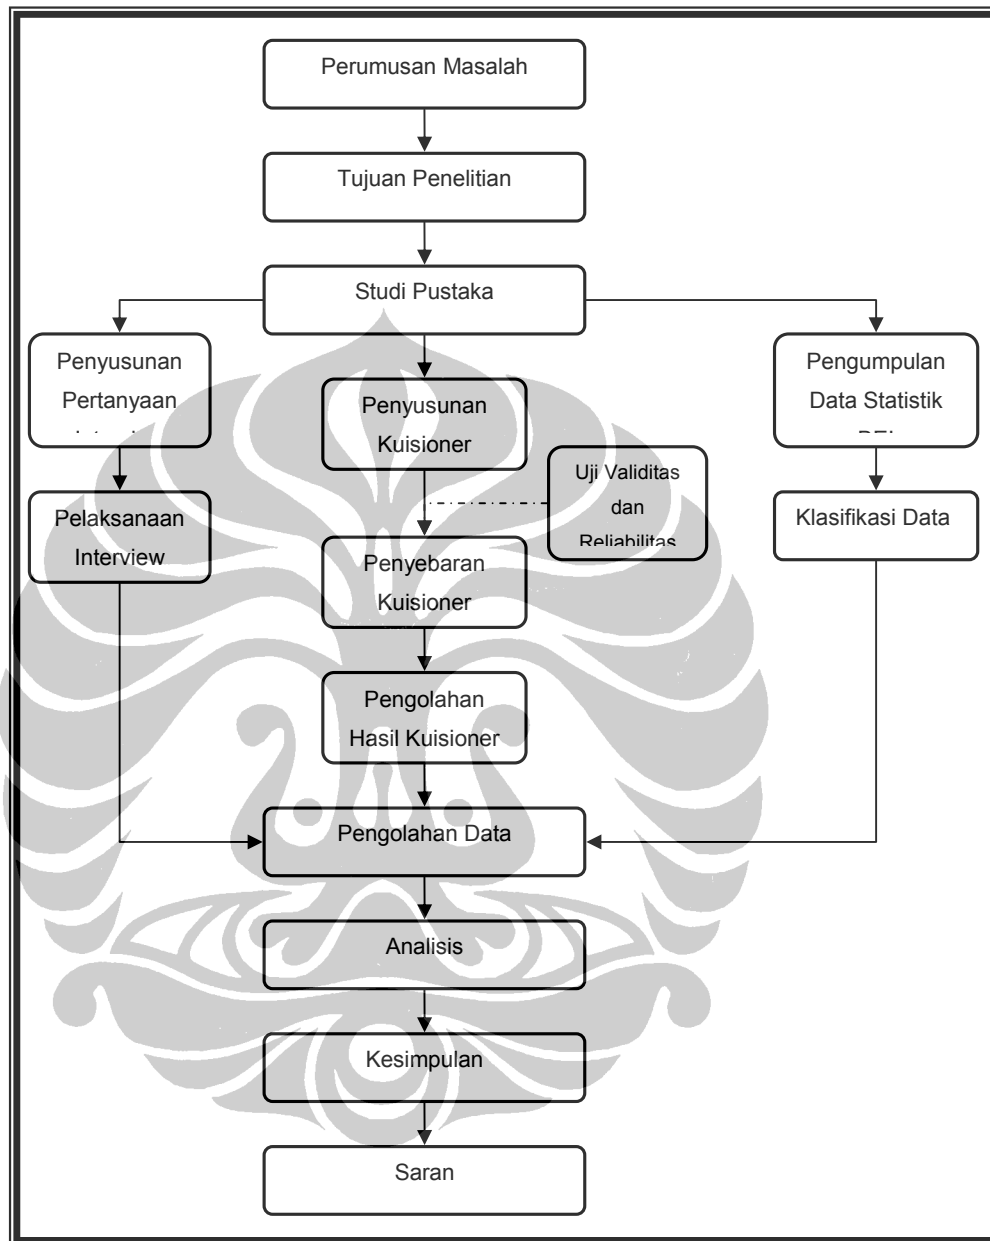 Perumusan Masalah
Tujuan Penelitian
Studi Pustaka
Penyusunan
Pertanyaan
Penyusunan
Kuisioner
Pengumpulan
Data Statistik
Uji Validitas
dan
Reliabilitas
Pelaksanaan
Interview
Klasifikasi Data
Penyebaran
Kuisioner
Pengolahan
Hasil Kuisioner
Pengolahan Data
Analisis
Kesimpulan
Saran